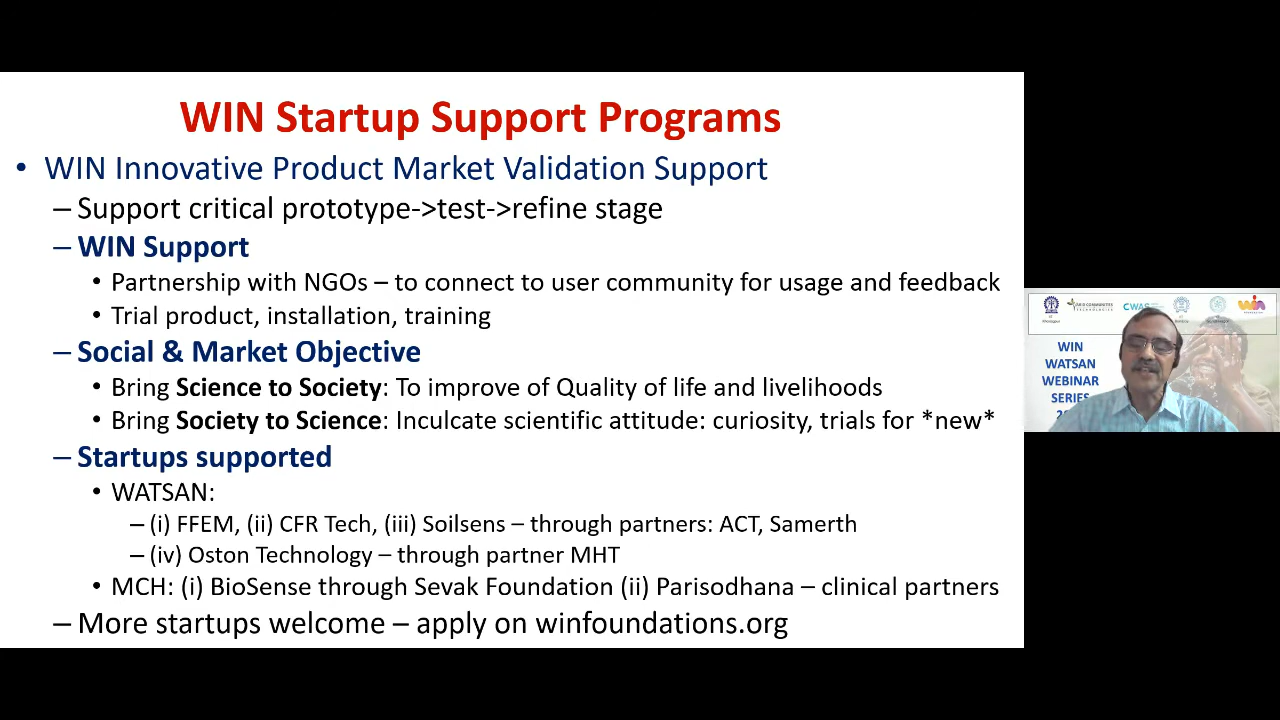 WIN Startup Support Programs
• WIN Innovative Product Market Validation Support
– Support critical prototype->test->refine stage
– WIN Support
• Partnership with NGOs – to connect to user community for usage and feedback
• Trial product, installation, training
– Social & Market Objective
• Bring Science to Society: To improve of Quality of life and livelihoods
• Bring Society to Science: Inculcate scientific attitude: curiosity, trials for *new*
– Startups supported
• WATSAN:
– (i) FFEM, (ii) CFR Tech, (iii) Soilsens – through partners: ACT, Samerth
– (iv) Oston Technology – through partner MHT
• MCH: (i) BioSense through Sevak Foundation (ii) Parisodhana – clinical partners
– More startups welcome – apply on winfoundations.org
CWAS
win
WIN
WATSAN
WEBINAR
SERIES